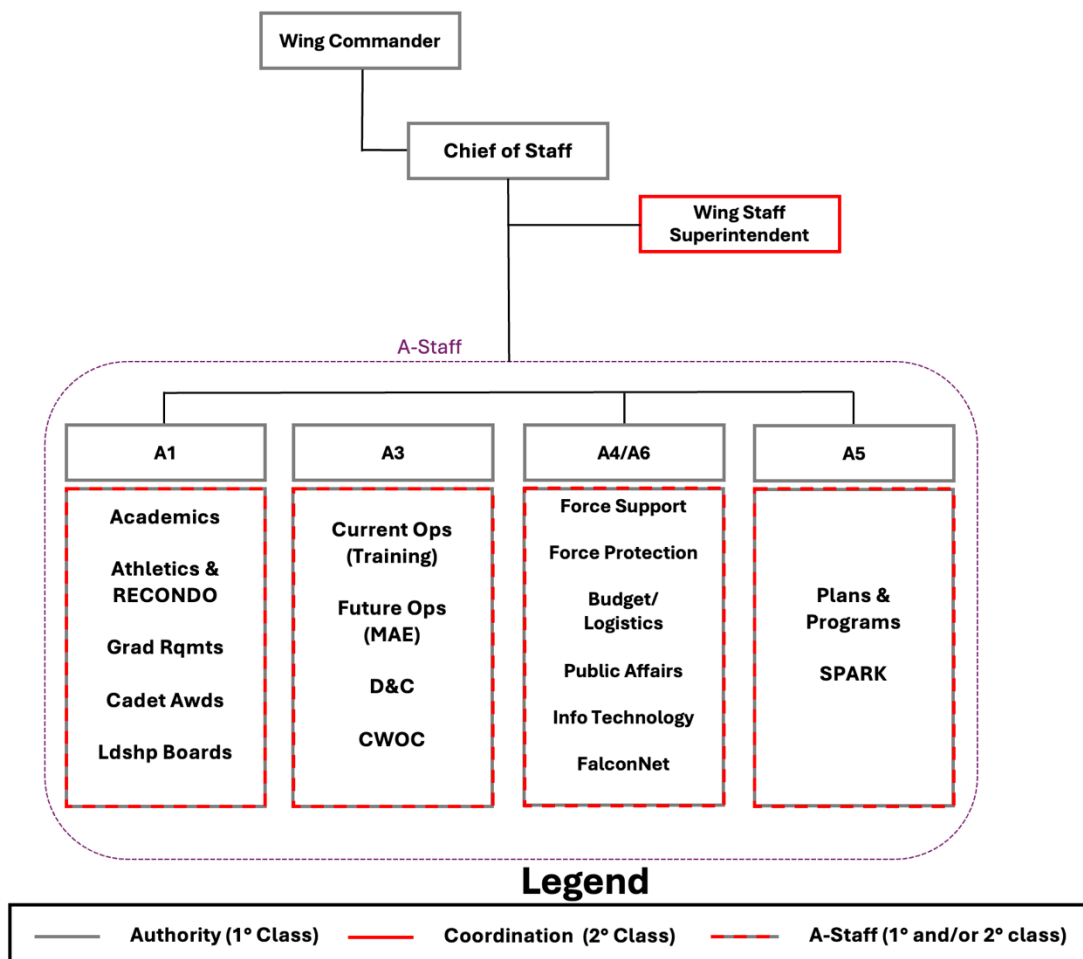 Wing Commander
Chief of Staff
Wing Staff
Superintendent
A-Staff
A1
A3
A4/A6
A5
Academics
Athletics &
RECONDO
Grad Rqmts
Cadet Awds
Ldshp Boards
Current Ops
(Training)
Future Ops
(MAE)
D&C
CWOC
Force Support
Force Protection
Budget/
Logistics
Public Affairs
Info Technology
FalconNet
Plans &
Programs
SPARK
Legend
Authority (1° Class)
Coordination (2° Class)
A-Staff (1° and/or 2° class)